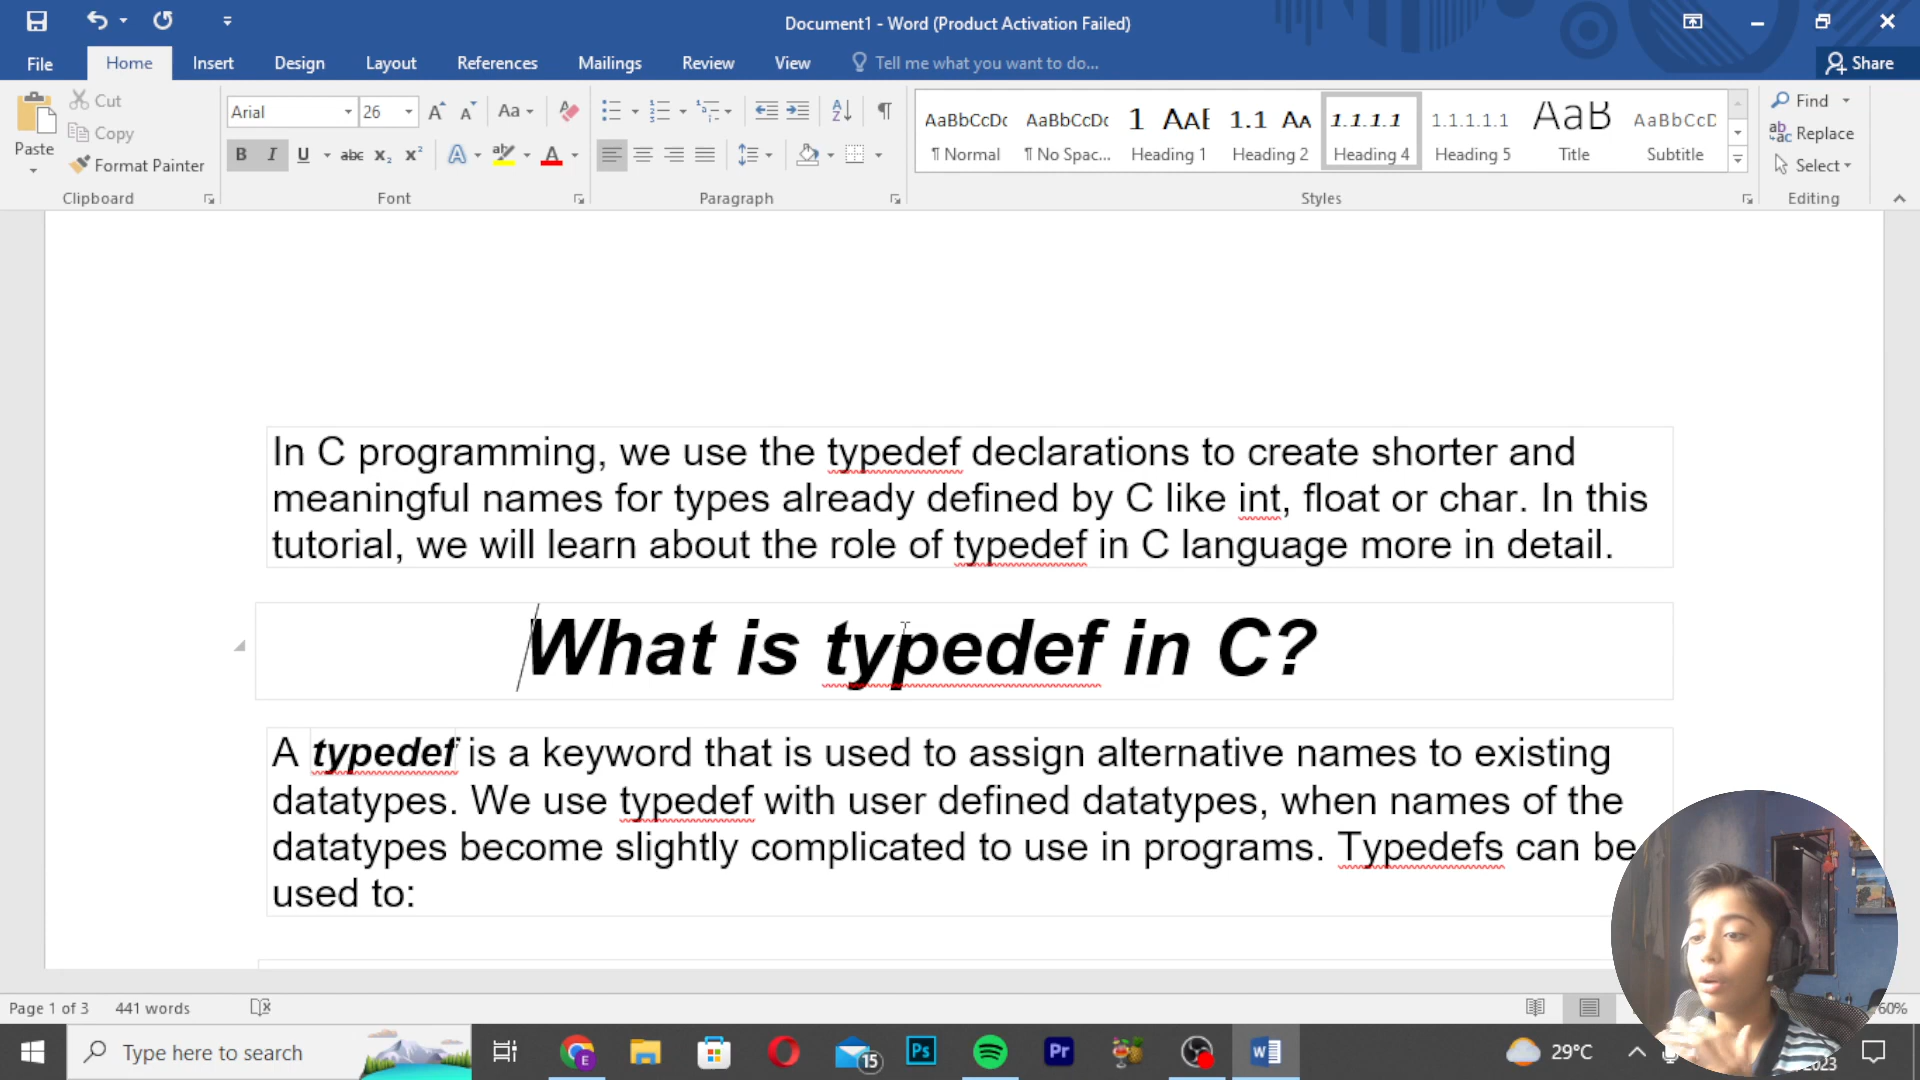 Document1 - Word (Product Activation Failed)
File Home Insert Design Layout References Mailings Review View Tell me what you want to do... Share
Paste
Cut
Copy
Format Painter
Clipboard
Arial 26 Aa
B I U abc x₂ x² A ab A
Font
Paragraph
AaBbCcDc AaBbCcDc 1 AAE 1.1 AA 1.1.1.1 1.1.1.1.1 AaB AaBbCcD
¶ Normal ¶ No Spac... Heading 1 Heading 2 Heading 4 Heading 5 Title Subtitle
Styles
Find
Replace
Select
Editing
In C programming, we use the typedef declarations to create shorter and
meaningful names for types already defined by C like int, float or char. In this
tutorial, we will learn about the role of typedef in C language more in detail.
What is typedef in C?
A typedef is a keyword that is used to assign alternative names to existing
datatypes. We use typedef with user defined datatypes, when names of the
datatypes become slightly complicated to use in programs. Typedefs can be
used to:
Page 1 of 3 441 words
60%
Type here to search
E
15
Ps
Pr
29°C
2023